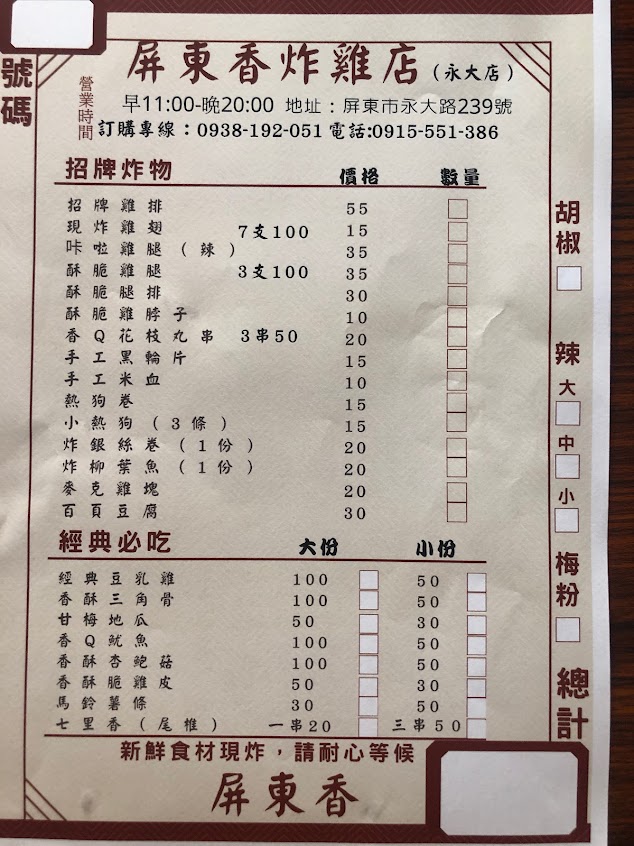 號碼
屏東香炸雞店(永大店)
營業時間
早11:00-晚20:00 地址：屏東市永大路239號
訂購專線：0938-192-051 電話:0915-551-386
招牌炸物 價格 數量
招牌雞排 55
現炸雞翅 7支100 15
咔啦雞腿(辣) 35
酥脆雞腿 3支100 35
酥脆腿排 30
酥脆雞脖子 10
香Q花枝丸串 3串50 20
手工黑輪片 15
手工米血 10
熱狗卷 15
小熱狗(3條) 15
炸銀絲卷(1份) 20
炸柳葉魚(1份) 20
麥克雞塊 20
百頁豆腐 30
經典必吃 大份 小份
經典豆乳雞 100 50
香酥三角骨 100 50
甘梅地瓜 50 30
香Q魷魚 100 50
香酥杏鮑菇 100 50
香酥脆雞皮 50 30
馬鈴薯條 30 50
七里香(尾椎) 一串20 三串50
新鮮食材現炸，請耐心等候
屏東香
胡椒
辣
大
中
小
梅粉
總計